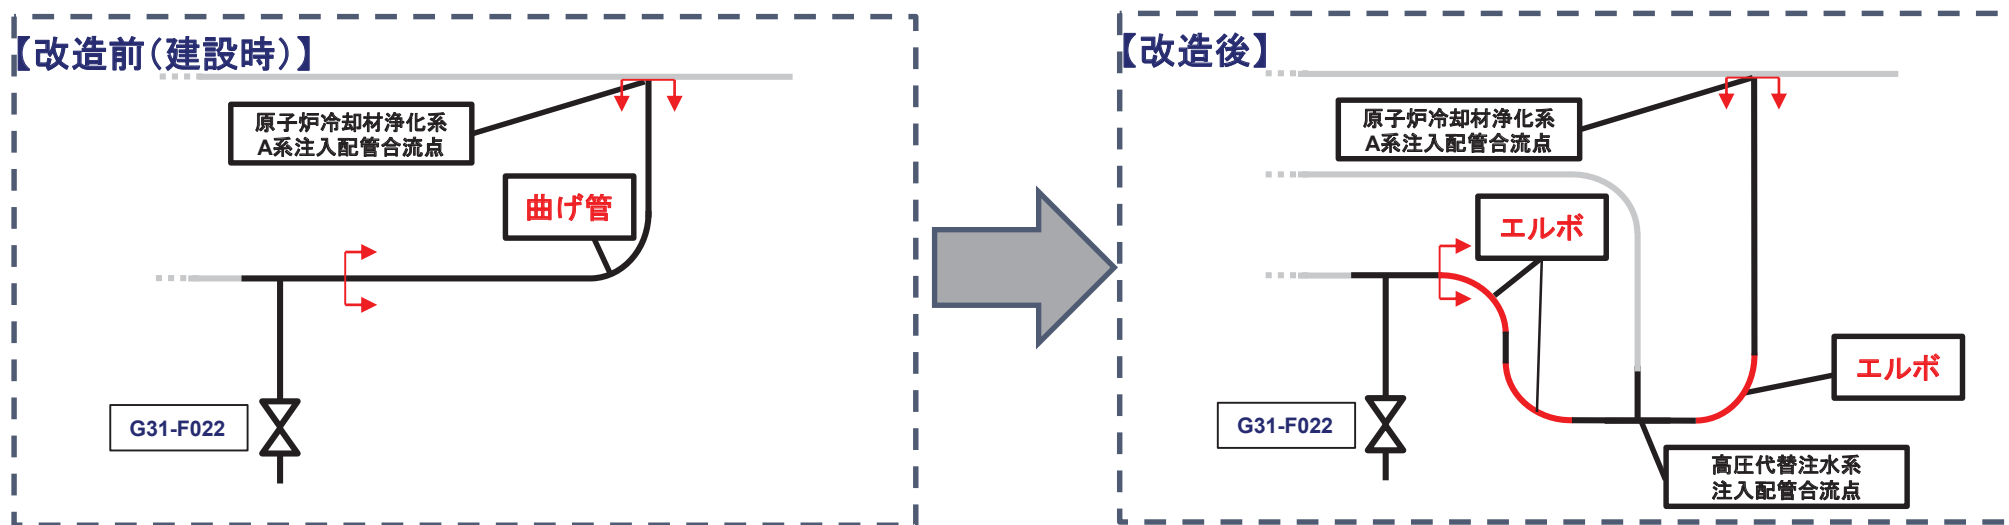 【改造前(建設時)】
原子炉冷却材浄化系
A系注入配管合流点
曲げ管
G31-F022
【改造後】
原子炉冷却材浄化系
A系注入配管合流点
エルボ
エルボ
G31-F022
高圧代替注水系
注入配管合流点